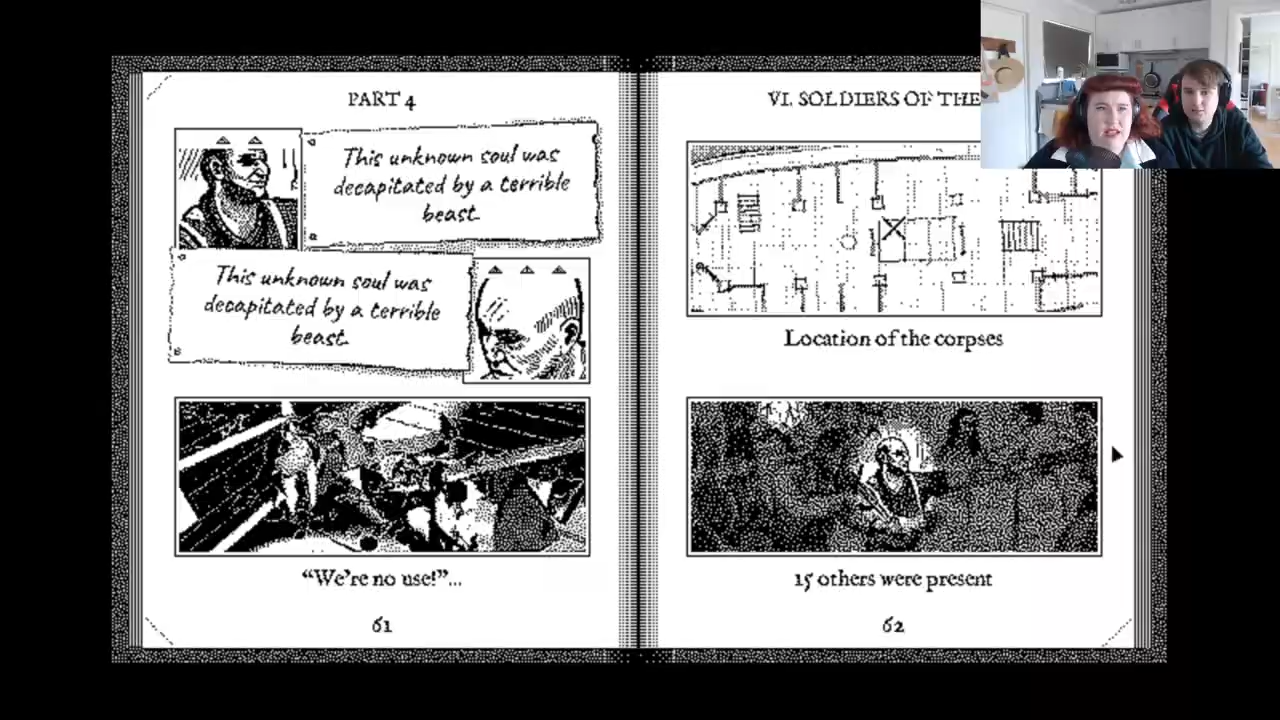 PART 4
This unknown soul was
decapitated by a terrible
beast.
This unknown soul was
decapitated by a terrible
beast.
“We’re no use!”...
61
VI. SOLDIERS OF THE
Location of the corpses
15 others were present
62